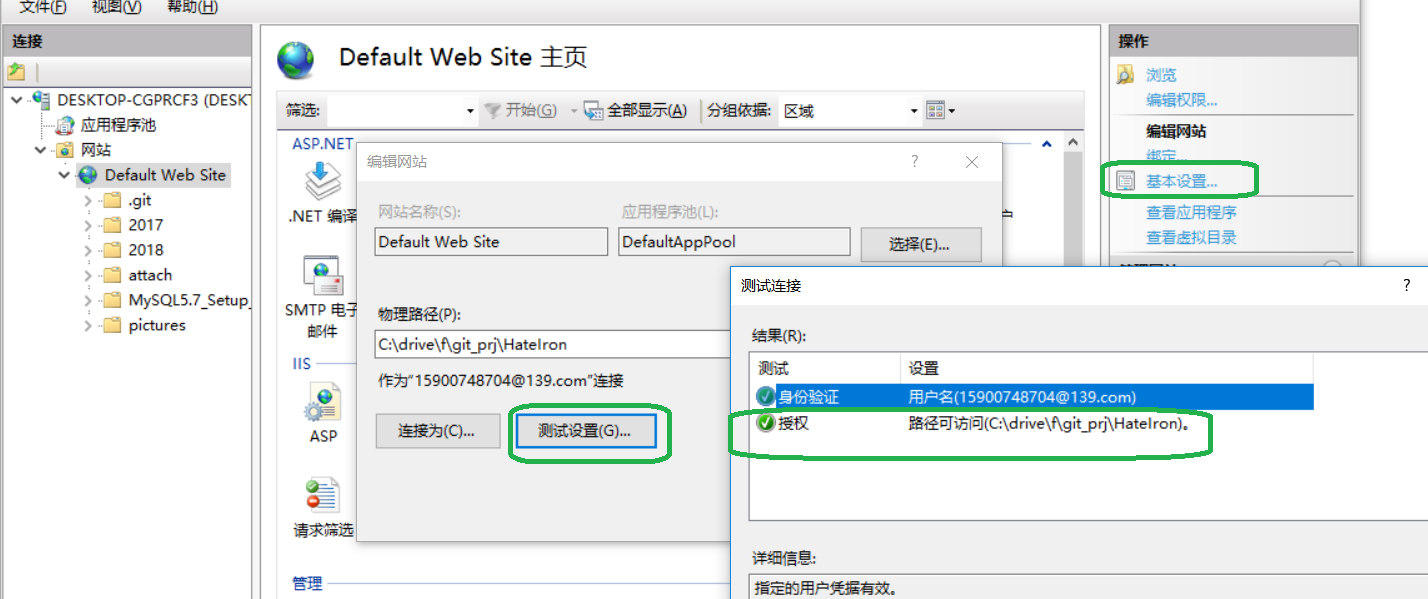 文件(F) 视图(V) 帮助(H)
连接
DESKTOP-CGPRCF3 (DESKT
应用程序池
网站
Default Web Site
.git
2017
2018
attach
MySQL5.7_Setup_
pictures
Default Web Site 主页
筛选: 开始(G) 全部显示(A) 分组依据: 区域
ASP.NET
.NET 编译
SMTP 电子
邮件
IIS
ASP
请求筛选
管理
编辑网站 ?
网站名称(S): 应用程序池(L):
Default Web Site DefaultAppPool 选择(E)...
物理路径(P):
C:\drive\f\git_prj\HateIron
作为“15900748704@139.com”连接
连接为(C)... 测试设置(G)...
测试连接 ?
结果(R):
测试 设置
身份验证 用户名(15900748704@139.com)
授权 路径可访问(C:\drive\f\git_prj\HateIron)。
详细信息:
指定的用户凭据有效。
操作
浏览
编辑权限...
编辑网站
绑定...
基本设置...
查看应用程序
查看虚拟目录